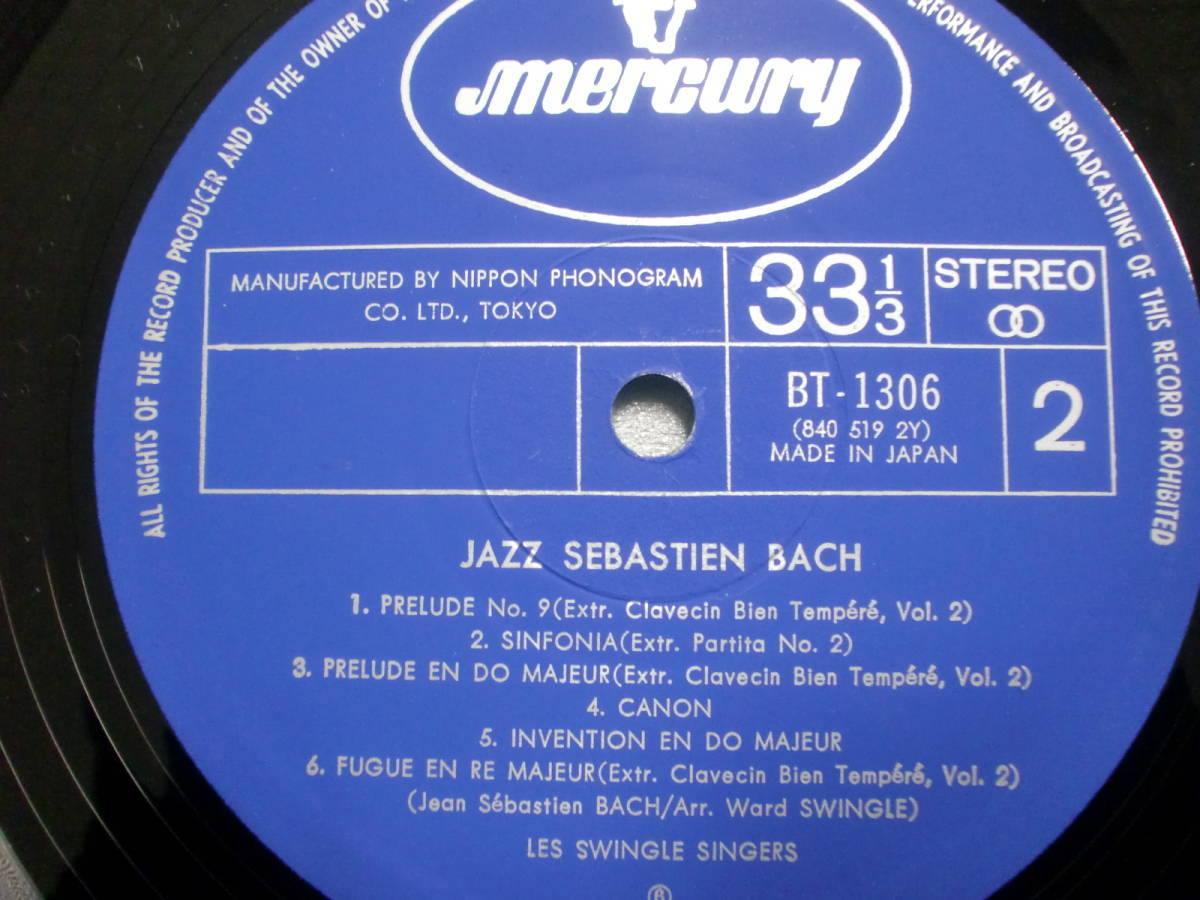 mercury
ALL RIGHTS OF THE RECORD PRODUCER AND OF THE OWNER OF
PERFORMANCE AND BROADCASTING OF THIS RECORD PROHIBITED
MANUFACTURED BY NIPPON PHONOGRAM
CO. LTD., TOKYO
33 1/3
STEREO
BT-1306
(840 519 2Y)
MADE IN JAPAN
2
JAZZ SEBASTIEN BACH
1. PRELUDE No. 9(Extr. Clavecin Bien Tempéré, Vol. 2)
2. SINFONIA(Extr. Partita No. 2)
3. PRELUDE EN DO MAJEUR(Extr. Clavecin Bien Tempéré, Vol. 2)
4. CANON
5. INVENTION EN DO MAJEUR
6. FUGUE EN RE MAJEUR(Extr. Clavecin Bien Tempéré, Vol. 2)
(Jean Sébastien BACH/Arr. Ward SWINGLE)
LES SWINGLE SINGERS